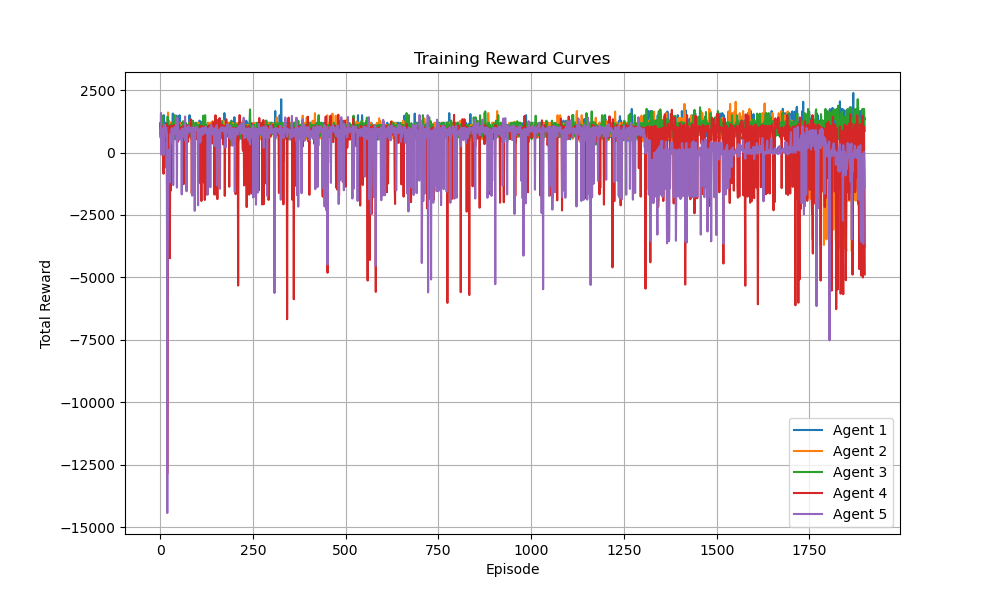 Training Reward Curves
Total Reward
2500
0
−2500
−5000
−7500
−10000
−12500
−15000
0 250 500 750 1000 1250 1500 1750
Episode
Agent 1
Agent 2
Agent 3
Agent 4
Agent 5